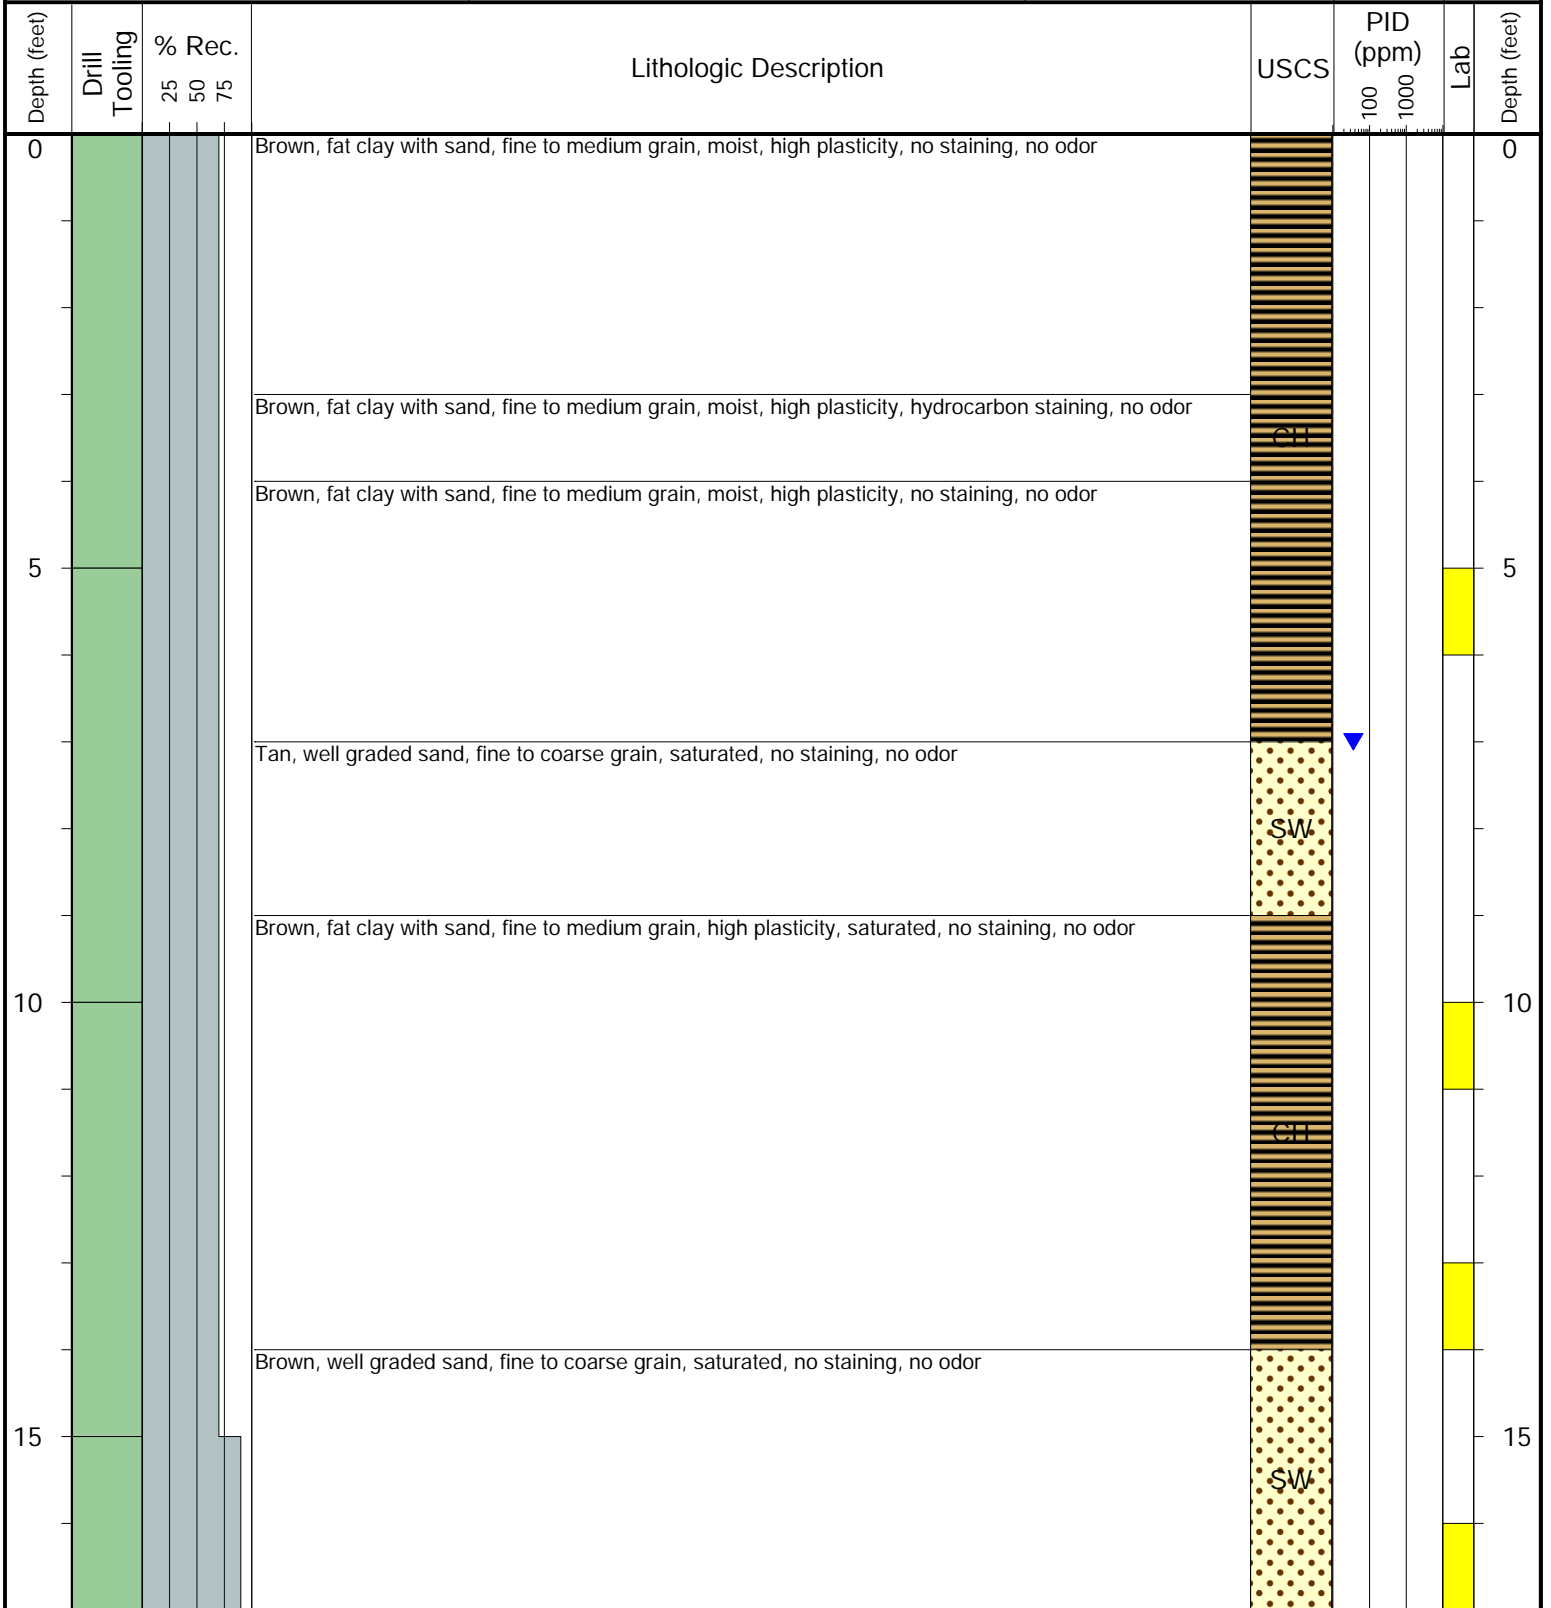 Depth (feet)
Drill
Tooling
% Rec.
25 50 75
Lithologic Description
USCS
PID
(ppm)
100 1000
Lab
Depth (feet)
0 Brown, fat clay with sand, fine to medium grain, moist, high plasticity, no staining, no odor 0
Brown, fat clay with sand, fine to medium grain, moist, high plasticity, hydrocarbon staining, no odor
CH
Brown, fat clay with sand, fine to medium grain, moist, high plasticity, no staining, no odor
5 5
Tan, well graded sand, fine to coarse grain, saturated, no staining, no odor
SW
Brown, fat clay with sand, fine to medium grain, high plasticity, saturated, no staining, no odor
10 10
CH
Brown, well graded sand, fine to coarse grain, saturated, no staining, no odor
15 15
SW